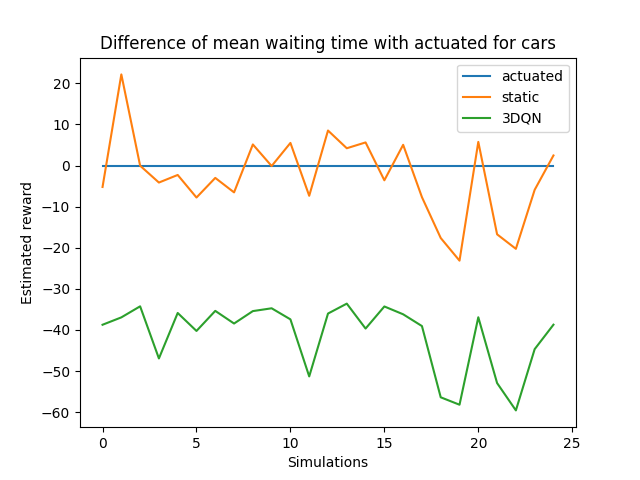 Difference of mean waiting time with actuated for cars
actuated
static
3DQN
20
10
0
−10
−20
−30
−40
−50
−60
Estimated reward
0 5 10 15 20 25
Simulations